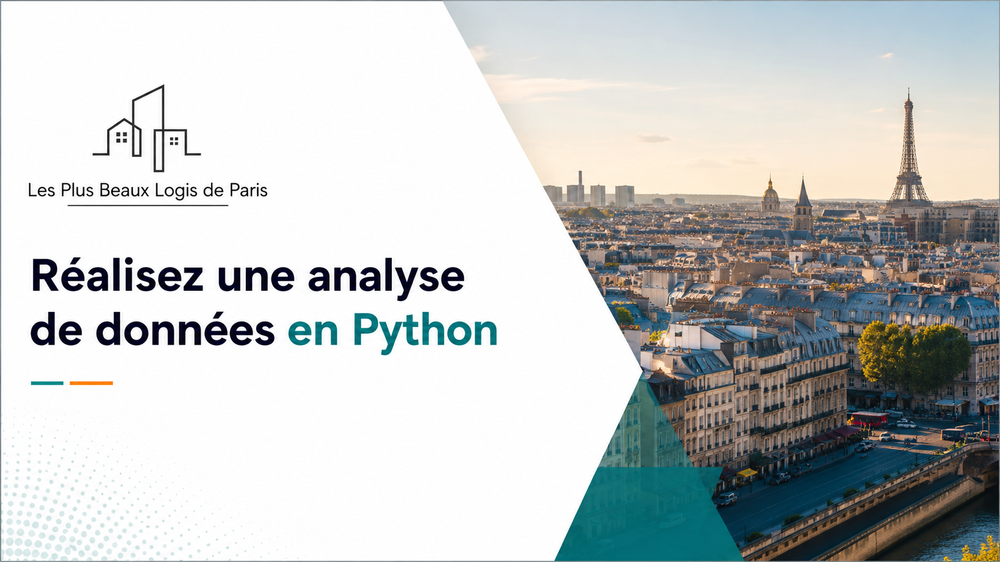 Les Plus Beaux Logis de Paris
Réalisez une analyse
de données en Python